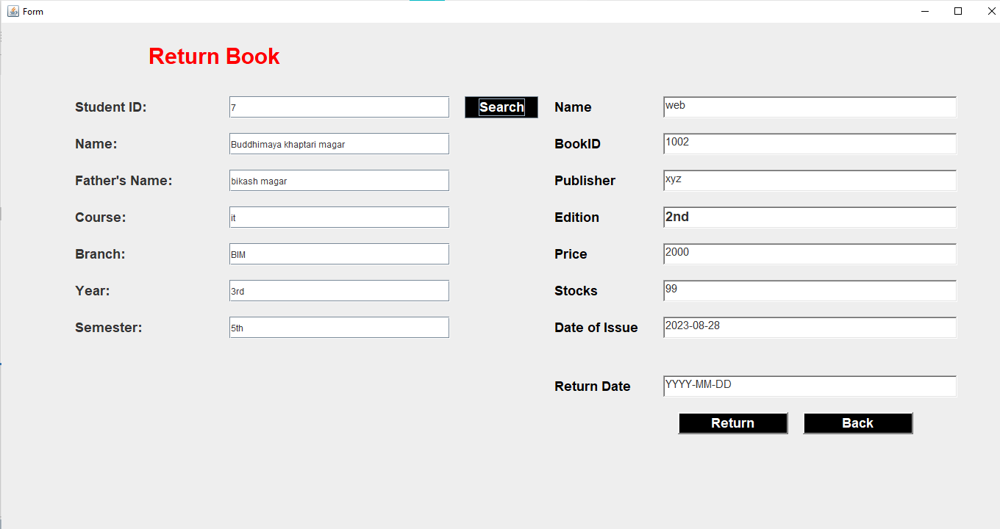 Form
Return Book
Student ID: 7 Search Name web
Name: Buddhimaya khaptari magar BookID 1002
Father's Name: bikash magar Publisher xyz
Course: it Edition 2nd
Branch: BIM Price 2000
Year: 3rd Stocks 99
Semester: 5th Date of Issue 2023-08-28
Return Date YYYY-MM-DD
Return Back